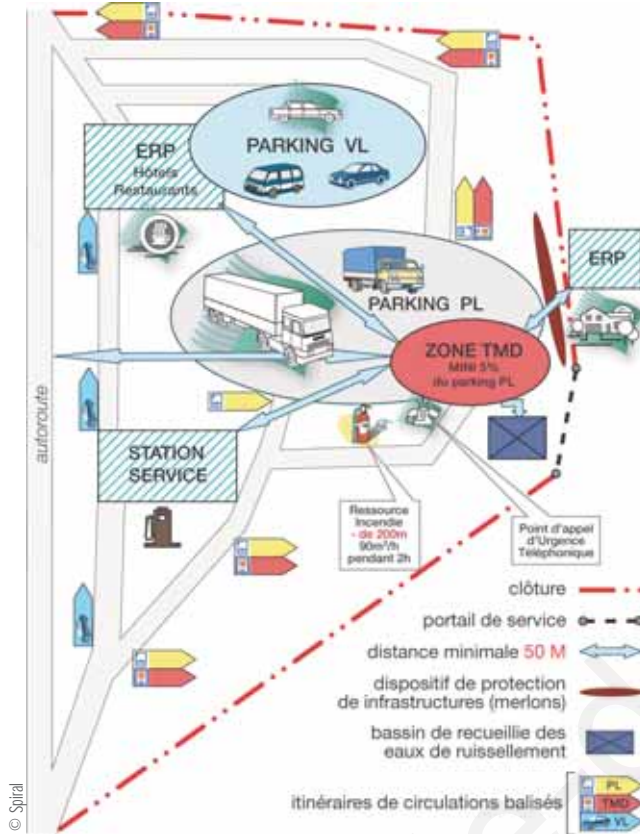 ERP
Hôtels
Restaurants
PARKING VL
PARKING PL
ERP
ZONE TMD
5%
du parking PL
autoroute
STATION
SERVICE
Ressource
Incendie
- de 200m
90m³/h
pendant 2h
Point d'appel
d'Urgence
Téléphonique
clôture
portail de service
distance minimale 50 M
dispositif de protection
de infrastructures (merlons)
bassin de recueillie des
eaux de ruissellement
itinéraires de circulations balisés
PL
TMD
VL
© Spiral